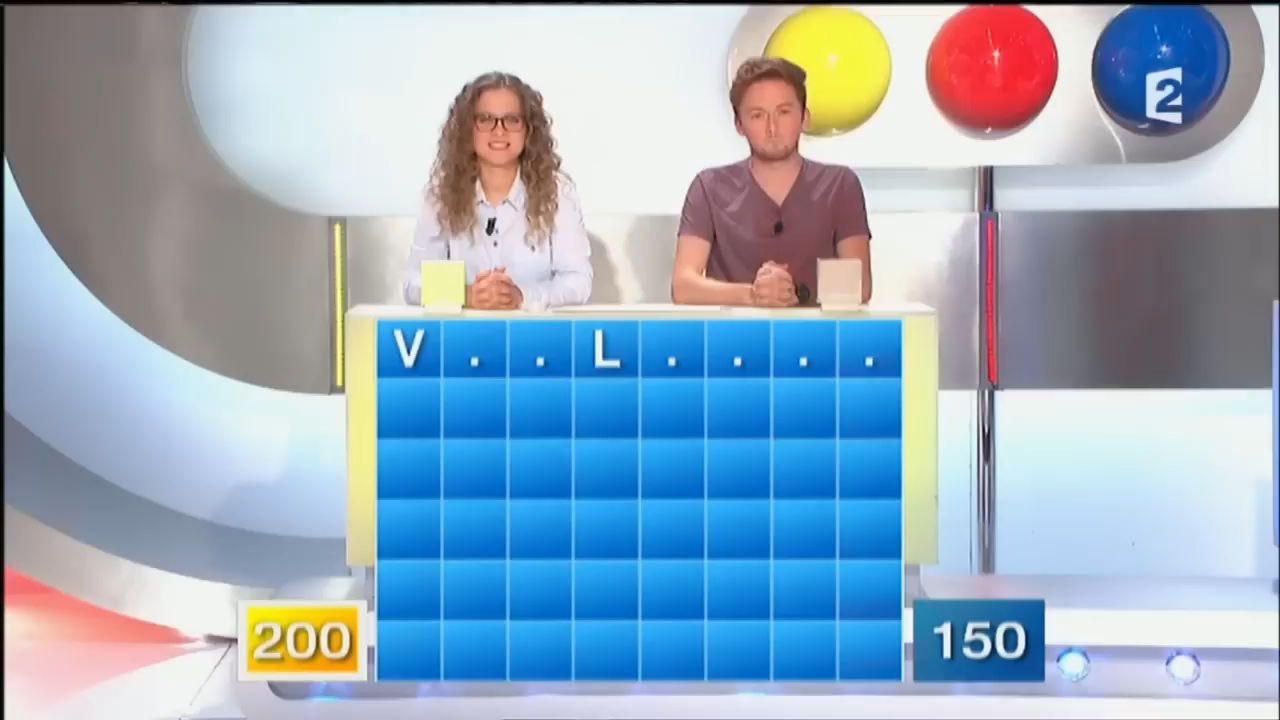 2
V . . L . . . .
200
150